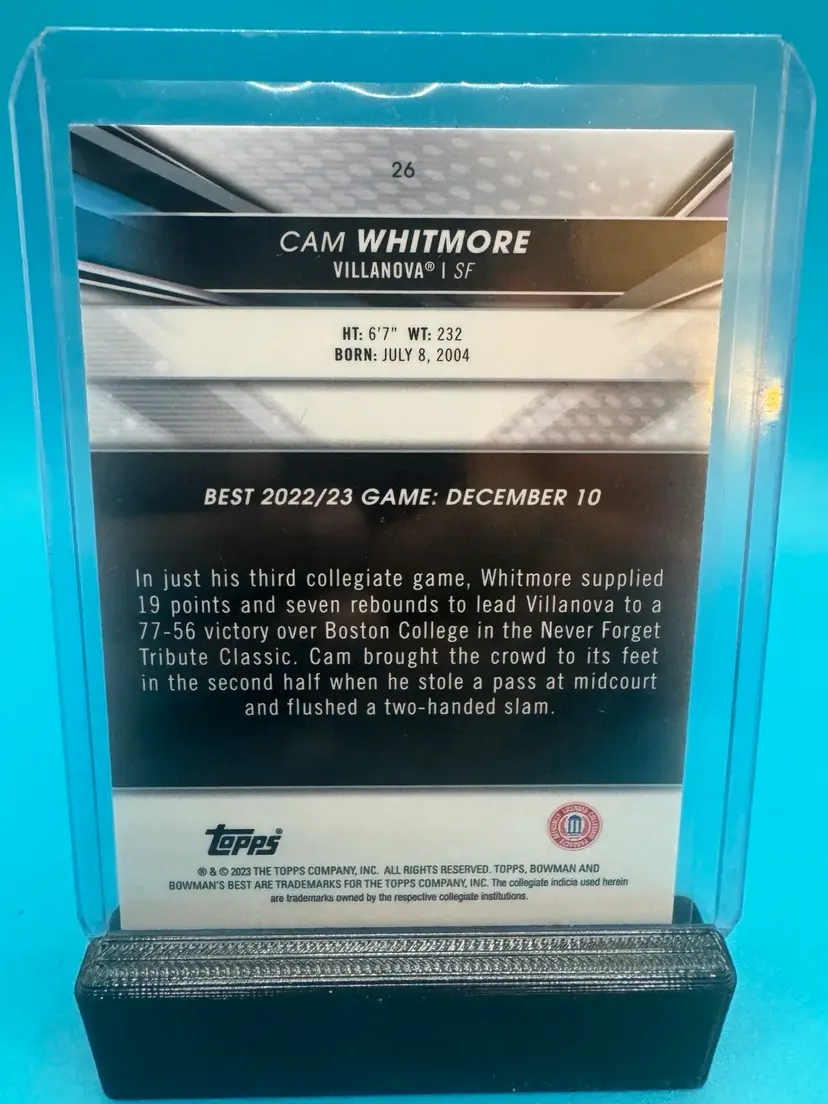 26
CAM WHITMORE
VILLANOVA® | SF
HT: 6'7" WT: 232
BORN: JULY 8, 2004
BEST 2022/23 GAME: DECEMBER 10
In just his third collegiate game, Whitmore supplied
19 points and seven rebounds to lead Villanova to a
77-56 victory over Boston College in the Never Forget
Tribute Classic. Cam brought the crowd to its feet
in the second half when he stole a pass at midcourt
and flushed a two-handed slam.
topps®
OFFICIALLY LICENSED COLLEGIATE PRODUCTS
® & © 2023 THE TOPPS COMPANY, INC. ALL RIGHTS RESERVED. TOPPS, BOWMAN AND
BOWMAN'S BEST ARE TRADEMARKS FOR THE TOPPS COMPANY, INC. The collegiate indicia used herein
are trademarks owned by the respective collegiate institutions.